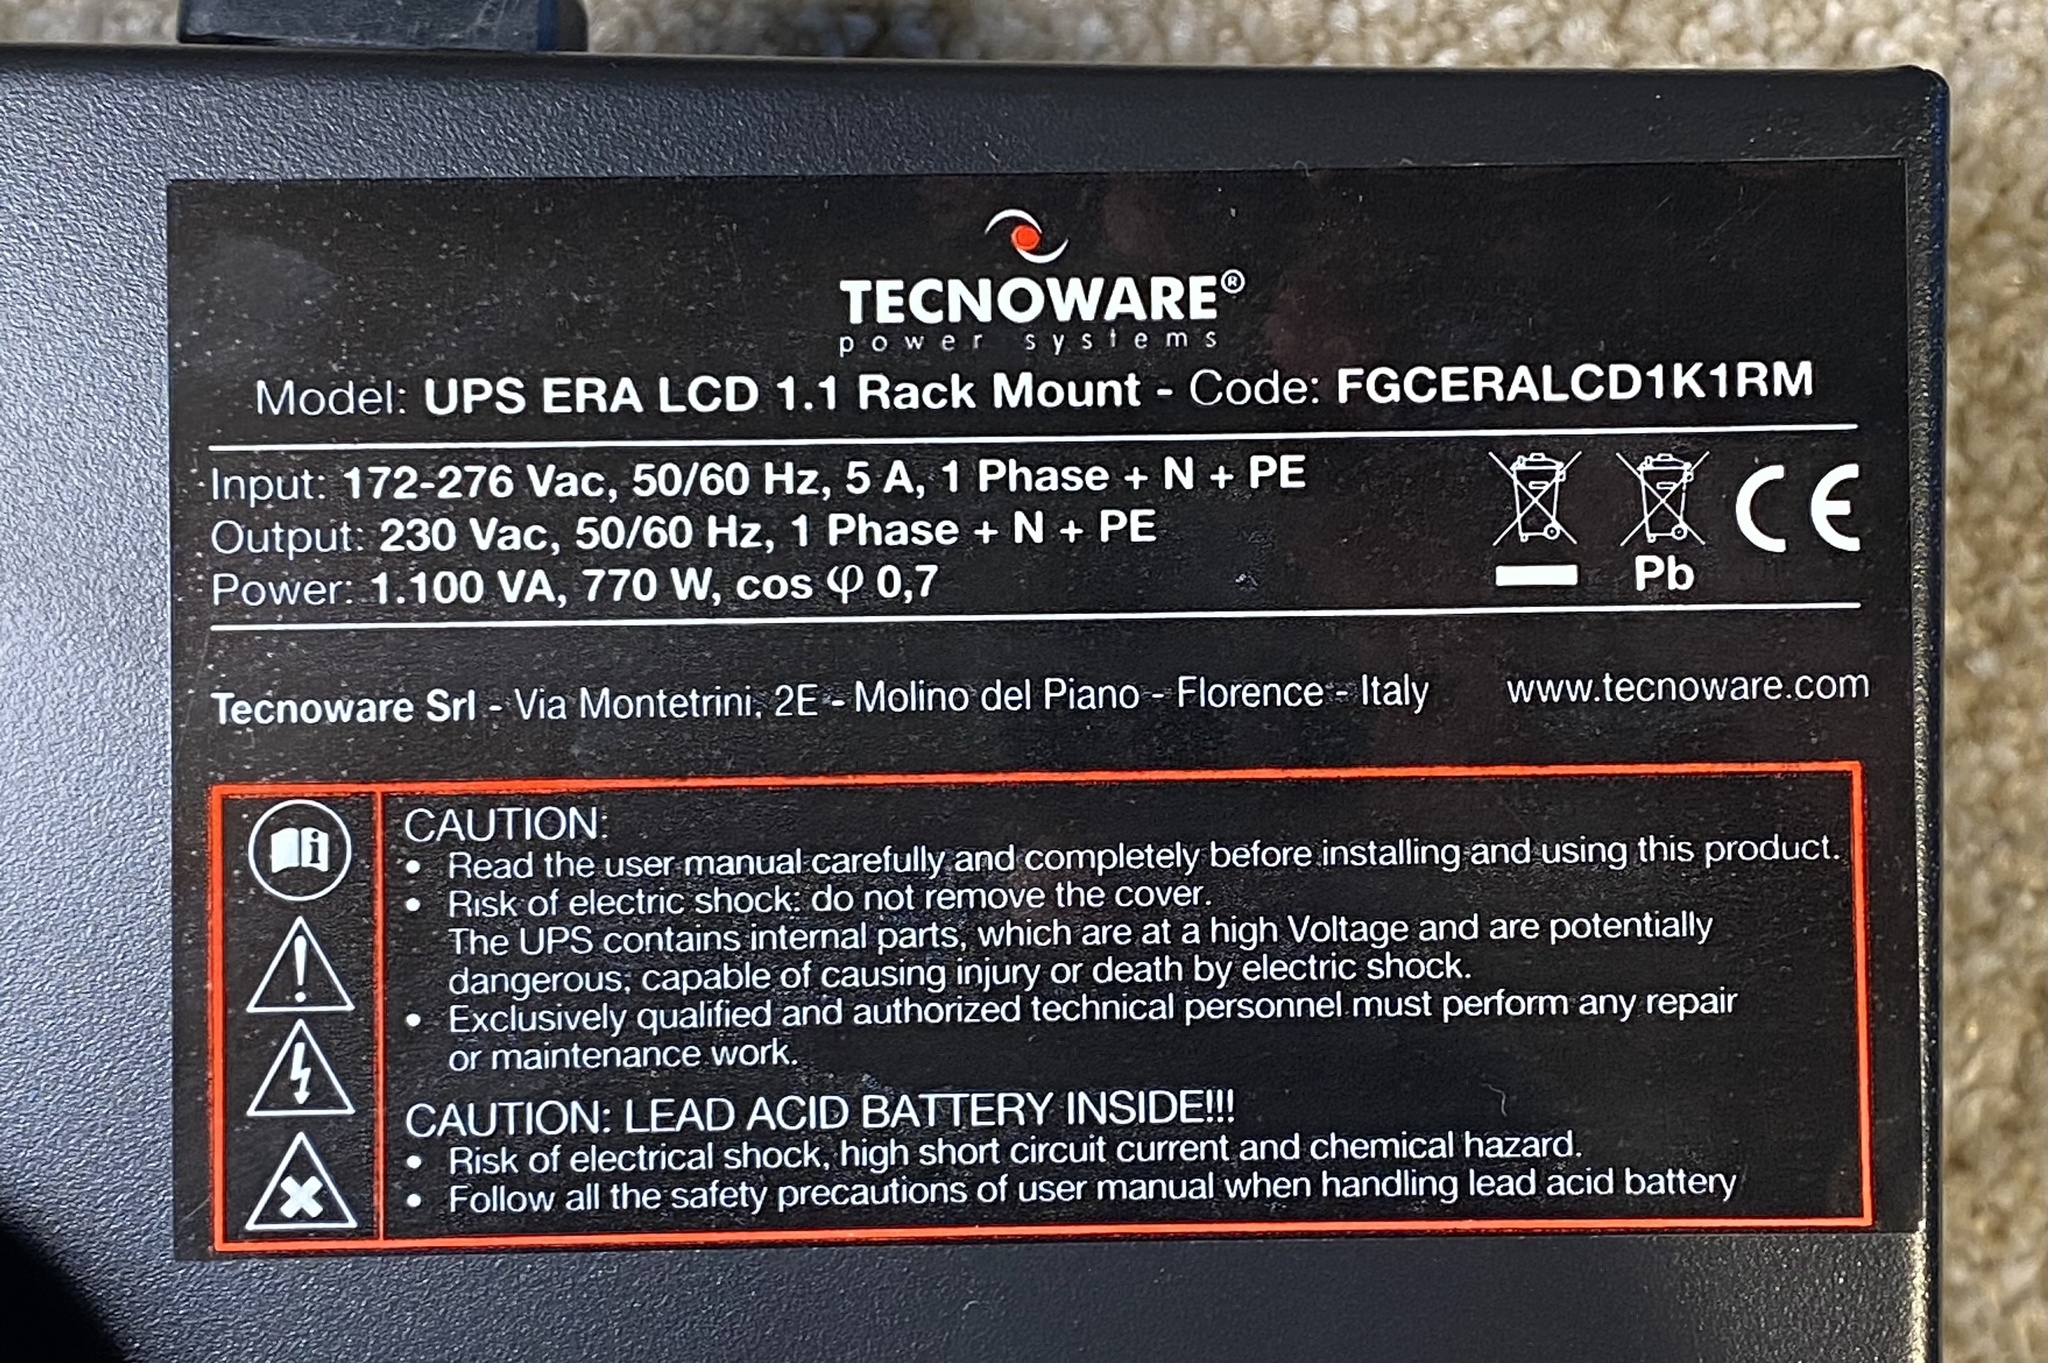 TECNOWARE®
power systems
Model: UPS ERA LCD 1.1 Rack Mount - Code: FGCERALCD1K1RM
Input: 172-276 Vac, 50/60 Hz, 5 A, 1 Phase + N + PE
Output: 230 Vac, 50/60 Hz, 1 Phase + N + PE
Power: 1.100 VA, 770 W, cos φ 0,7
Pb
CE
Tecnoware Srl - Via Montetrini, 2E - Molino del Piano - Florence - Italy www.tecnoware.com
CAUTION:
• Read the user manual carefully and completely before installing and using this product.
• Risk of electric shock: do not remove the cover.
The UPS contains internal parts, which are at a high Voltage and are potentially
dangerous; capable of causing injury or death by electric shock.
• Exclusively qualified and authorized technical personnel must perform any repair
or maintenance work.
CAUTION: LEAD ACID BATTERY INSIDE!!!
• Risk of electrical shock, high short circuit current and chemical hazard.
• Follow all the safety precautions of user manual when handling lead acid battery